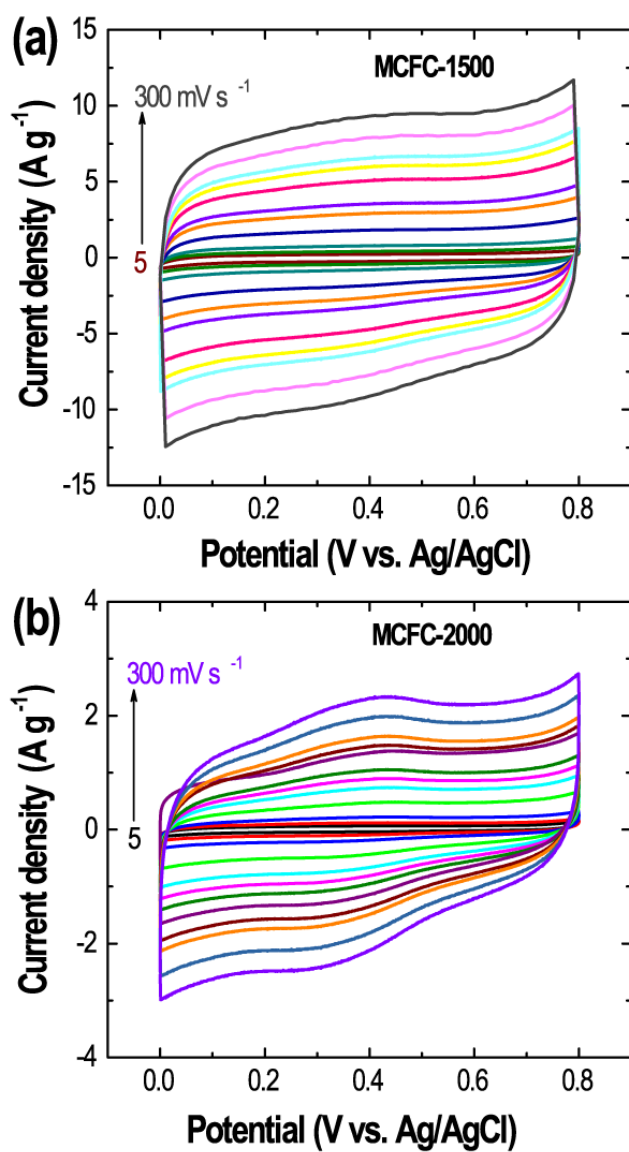 (a)
MCFC-1500
300 mV s⁻¹
5
15
10
5
0
-5
-10
-15
Current density (A g⁻¹)
0.0 0.2 0.4 0.6 0.8
Potential (V vs. Ag/AgCl)
(b)
MCFC-2000
300 mV s⁻¹
5
4
2
0
-2
-4
Current density (A g⁻¹)
0.0 0.2 0.4 0.6 0.8
Potential (V vs. Ag/AgCl)